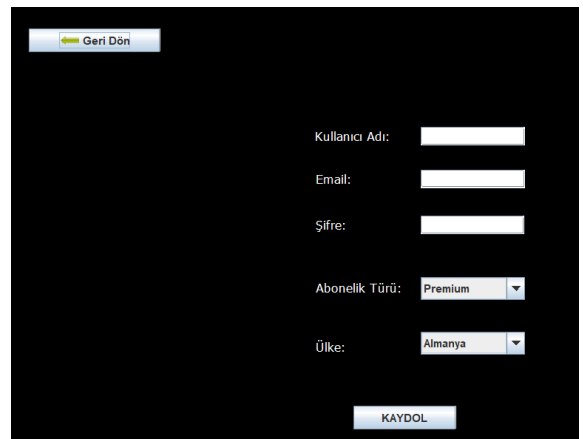 Geri Dön
Kullanıcı Adı:
Email:
Şifre:
Abonelik Türü: Premium
Ülke: Almanya
KAYDOL